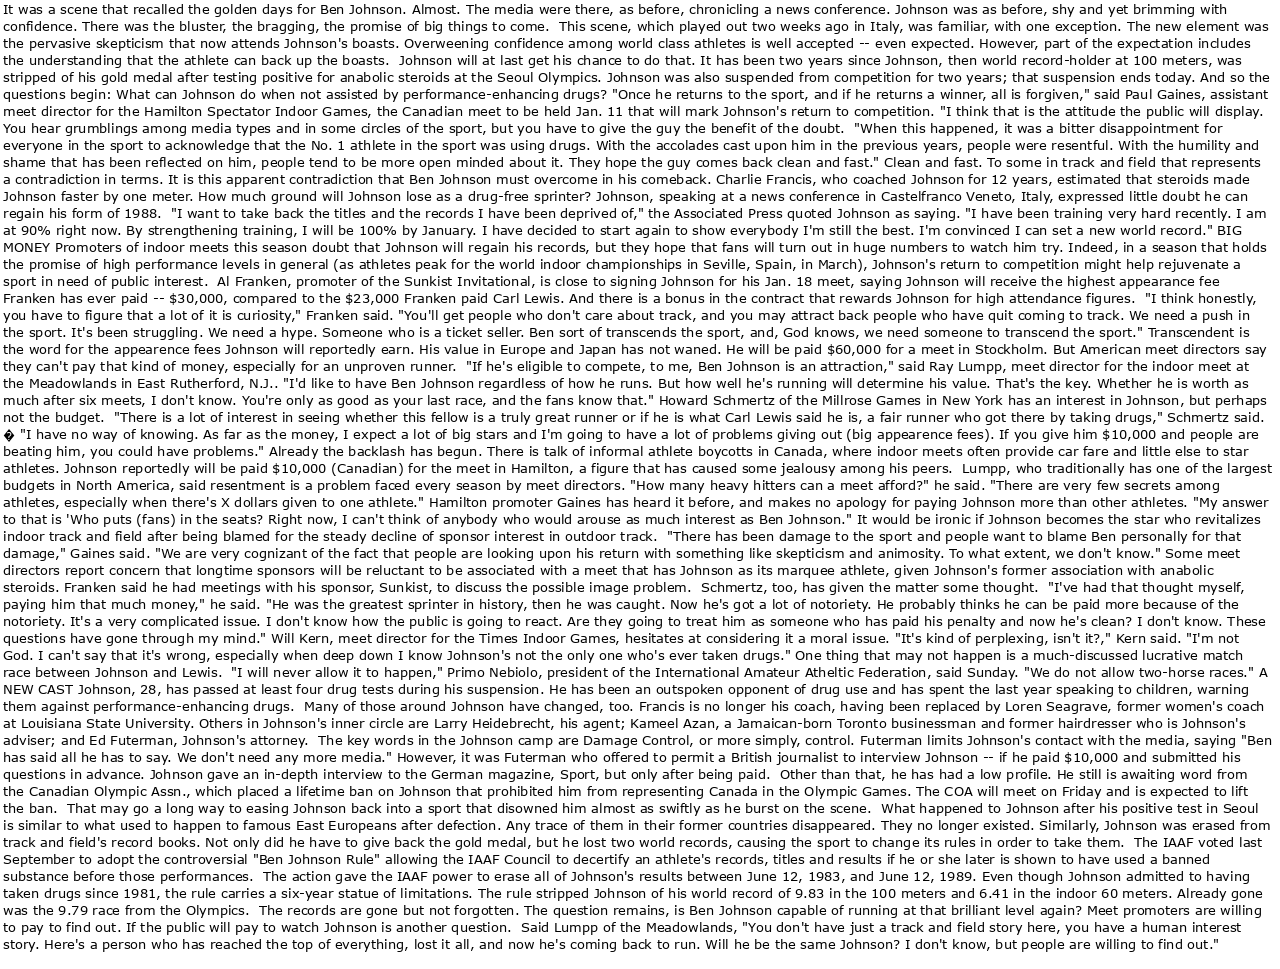 It was a scene that recalled the golden days for Ben Johnson. Almost. The media were there, as before, chronicling a news conference. Johnson was as before, shy and yet brimming with
confidence. There was the bluster, the bragging, the promise of big things to come.  This scene, which played out two weeks ago in Italy, was familiar, with one exception. The new element was
the pervasive skepticism that now attends Johnson's boasts. Overweening confidence among world class athletes is well accepted -- even expected. However, part of the expectation includes
the understanding that the athlete can back up the boasts.  Johnson will at last get his chance to do that. It has been two years since Johnson, then world record-holder at 100 meters, was
stripped of his gold medal after testing positive for anabolic steroids at the Seoul Olympics. Johnson was also suspended from competition for two years; that suspension ends today. And so the
questions begin: What can Johnson do when not assisted by performance-enhancing drugs? "Once he returns to the sport, and if he returns a winner, all is forgiven," said Paul Gaines, assistant
meet director for the Hamilton Spectator Indoor Games, the Canadian meet to be held Jan. 11 that will mark Johnson's return to competition. "I think that is the attitude the public will display.
You hear grumblings among media types and in some circles of the sport, but you have to give the guy the benefit of the doubt.  "When this happened, it was a bitter disappointment for
everyone in the sport to acknowledge that the No. 1 athlete in the sport was using drugs. With the accolades cast upon him in the previous years, people were resentful. With the humility and
shame that has been reflected on him, people tend to be more open minded about it. They hope the guy comes back clean and fast." Clean and fast. To some in track and field that represents
a contradiction in terms. It is this apparent contradiction that Ben Johnson must overcome in his comeback. Charlie Francis, who coached Johnson for 12 years, estimated that steroids made
Johnson faster by one meter. How much ground will Johnson lose as a drug-free sprinter? Johnson, speaking at a news conference in Castelfranco Veneto, Italy, expressed little doubt he can
regain his form of 1988.  "I want to take back the titles and the records I have been deprived of," the Associated Press quoted Johnson as saying. "I have been training very hard recently. I am
at 90% right now. By strengthening training, I will be 100% by January. I have decided to start again to show everybody I'm still the best. I'm convinced I can set a new world record." BIG
MONEY Promoters of indoor meets this season doubt that Johnson will regain his records, but they hope that fans will turn out in huge numbers to watch him try. Indeed, in a season that holds
the promise of high performance levels in general (as athletes peak for the world indoor championships in Seville, Spain, in March), Johnson's return to competition might help rejuvenate a
sport in need of public interest.  Al Franken, promoter of the Sunkist Invitational, is close to signing Johnson for his Jan. 18 meet, saying Johnson will receive the highest appearance fee
Franken has ever paid -- $30,000, compared to the $23,000 Franken paid Carl Lewis. And there is a bonus in the contract that rewards Johnson for high attendance figures.  "I think honestly,
you have to figure that a lot of it is curiosity," Franken said. "You'll get people who don't care about track, and you may attract back people who have quit coming to track. We need a push in
the sport. It's been struggling. We need a hype. Someone who is a ticket seller. Ben sort of transcends the sport, and, God knows, we need someone to transcend the sport." Transcendent is
the word for the appearence fees Johnson will reportedly earn. His value in Europe and Japan has not waned. He will be paid $60,000 for a meet in Stockholm. But American meet directors say
they can't pay that kind of money, especially for an unproven runner.  "If he's eligible to compete, to me, Ben Johnson is an attraction," said Ray Lumpp, meet director for the indoor meet at
the Meadowlands in East Rutherford, N.J.. "I'd like to have Ben Johnson regardless of how he runs. But how well he's running will determine his value. That's the key. Whether he is worth as
much after six meets, I don't know. You're only as good as your last race, and the fans know that." Howard Schmertz of the Millrose Games in New York has an interest in Johnson, but perhaps
not the budget.  "There is a lot of interest in seeing whether this fellow is a truly great runner or if he is what Carl Lewis said he is, a fair runner who got there by taking drugs," Schmertz said.
� "I have no way of knowing. As far as the money, I expect a lot of big stars and I'm going to have a lot of problems giving out (big appearence fees). If you give him $10,000 and people are
beating him, you could have problems." Already the backlash has begun. There is talk of informal athlete boycotts in Canada, where indoor meets often provide car fare and little else to star
athletes. Johnson reportedly will be paid $10,000 (Canadian) for the meet in Hamilton, a figure that has caused some jealousy among his peers.  Lumpp, who traditionally has one of the largest
budgets in North America, said resentment is a problem faced every season by meet directors. "How many heavy hitters can a meet afford?" he said. "There are very few secrets among
athletes, especially when there's X dollars given to one athlete." Hamilton promoter Gaines has heard it before, and makes no apology for paying Johnson more than other athletes. "My answer
to that is 'Who puts (fans) in the seats? Right now, I can't think of anybody who would arouse as much interest as Ben Johnson." It would be ironic if Johnson becomes the star who revitalizes
indoor track and field after being blamed for the steady decline of sponsor interest in outdoor track.  "There has been damage to the sport and people want to blame Ben personally for that
damage," Gaines said. "We are very cognizant of the fact that people are looking upon his return with something like skepticism and animosity. To what extent, we don't know." Some meet
directors report concern that longtime sponsors will be reluctant to be associated with a meet that has Johnson as its marquee athlete, given Johnson's former association with anabolic
steroids. Franken said he had meetings with his sponsor, Sunkist, to discuss the possible image problem.  Schmertz, too, has given the matter some thought.  "I've had that thought myself,
paying him that much money," he said. "He was the greatest sprinter in history, then he was caught. Now he's got a lot of notoriety. He probably thinks he can be paid more because of the
notoriety. It's a very complicated issue. I don't know how the public is going to react. Are they going to treat him as someone who has paid his penalty and now he's clean? I don't know. These
questions have gone through my mind." Will Kern, meet director for the Times Indoor Games, hesitates at considering it a moral issue. "It's kind of perplexing, isn't it?," Kern said. "I'm not
God. I can't say that it's wrong, especially when deep down I know Johnson's not the only one who's ever taken drugs." One thing that may not happen is a much-discussed lucrative match
race between Johnson and Lewis.  "I will never allow it to happen," Primo Nebiolo, president of the International Amateur Atheltic Federation, said Sunday. "We do not allow two-horse races." A
NEW CAST Johnson, 28, has passed at least four drug tests during his suspension. He has been an outspoken opponent of drug use and has spent the last year speaking to children, warning
them against performance-enhancing drugs.  Many of those around Johnson have changed, too. Francis is no longer his coach, having been replaced by Loren Seagrave, former women's coach
at Louisiana State University. Others in Johnson's inner circle are Larry Heidebrecht, his agent; Kameel Azan, a Jamaican-born Toronto businessman and former hairdresser who is Johnson's
adviser; and Ed Futerman, Johnson's attorney.  The key words in the Johnson camp are Damage Control, or more simply, control. Futerman limits Johnson's contact with the media, saying "Ben
has said all he has to say. We don't need any more media." However, it was Futerman who offered to permit a British journalist to interview Johnson -- if he paid $10,000 and submitted his
questions in advance. Johnson gave an in-depth interview to the German magazine, Sport, but only after being paid.  Other than that, he has had a low profile. He still is awaiting word from
the Canadian Olympic Assn., which placed a lifetime ban on Johnson that prohibited him from representing Canada in the Olympic Games. The COA will meet on Friday and is expected to lift
the ban.  That may go a long way to easing Johnson back into a sport that disowned him almost as swiftly as he burst on the scene.  What happened to Johnson after his positive test in Seoul
is similar to what used to happen to famous East Europeans after defection. Any trace of them in their former countries disappeared. They no longer existed. Similarly, Johnson was erased from
track and field's record books. Not only did he have to give back the gold medal, but he lost two world records, causing the sport to change its rules in order to take them.  The IAAF voted last
September to adopt the controversial "Ben Johnson Rule" allowing the IAAF Council to decertify an athlete's records, titles and results if he or she later is shown to have used a banned
substance before those performances.  The action gave the IAAF power to erase all of Johnson's results between June 12, 1983, and June 12, 1989. Even though Johnson admitted to having
taken drugs since 1981, the rule carries a six-year statue of limitations. The rule stripped Johnson of his world record of 9.83 in the 100 meters and 6.41 in the indoor 60 meters. Already gone
was the 9.79 race from the Olympics.  The records are gone but not forgotten. The question remains, is Ben Johnson capable of running at that brilliant level again? Meet promoters are willing
to pay to find out. If the public will pay to watch Johnson is another question.  Said Lumpp of the Meadowlands, "You don't have just a track and field story here, you have a human interest
story. Here's a person who has reached the top of everything, lost it all, and now he's coming back to run. Will he be the same Johnson? I don't know, but people are willing to find out."